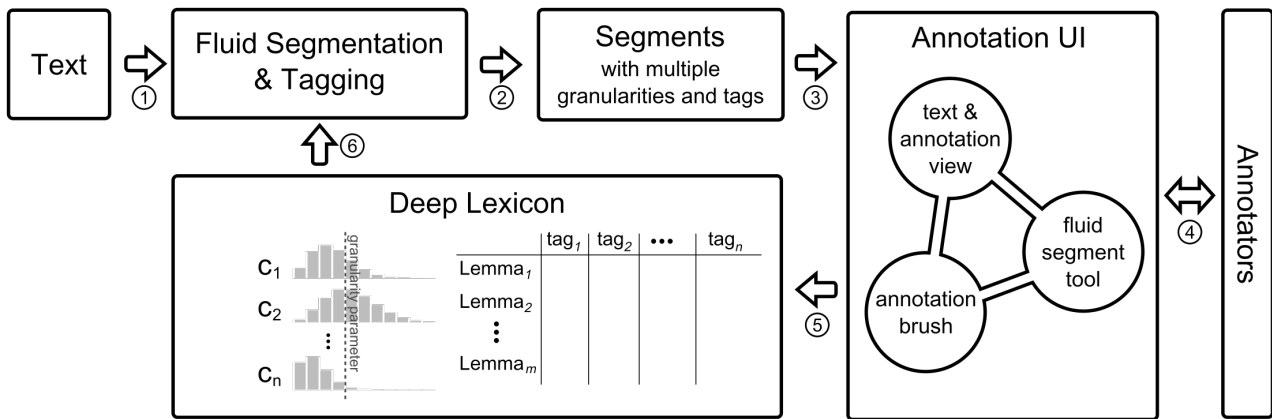 Text
①
Fluid Segmentation
& Tagging
②
Segments
with multiple
granularities and tags
③
Annotation UI
text &
annotation
view
fluid
segment
tool
annotation
brush
④
Annotators
⑤
⑥
Deep Lexicon
granularity parameter
c1
c2
...
cn
tag1 tag2 ••• tagn
Lemma1
Lemma2
⋮
Lemmam